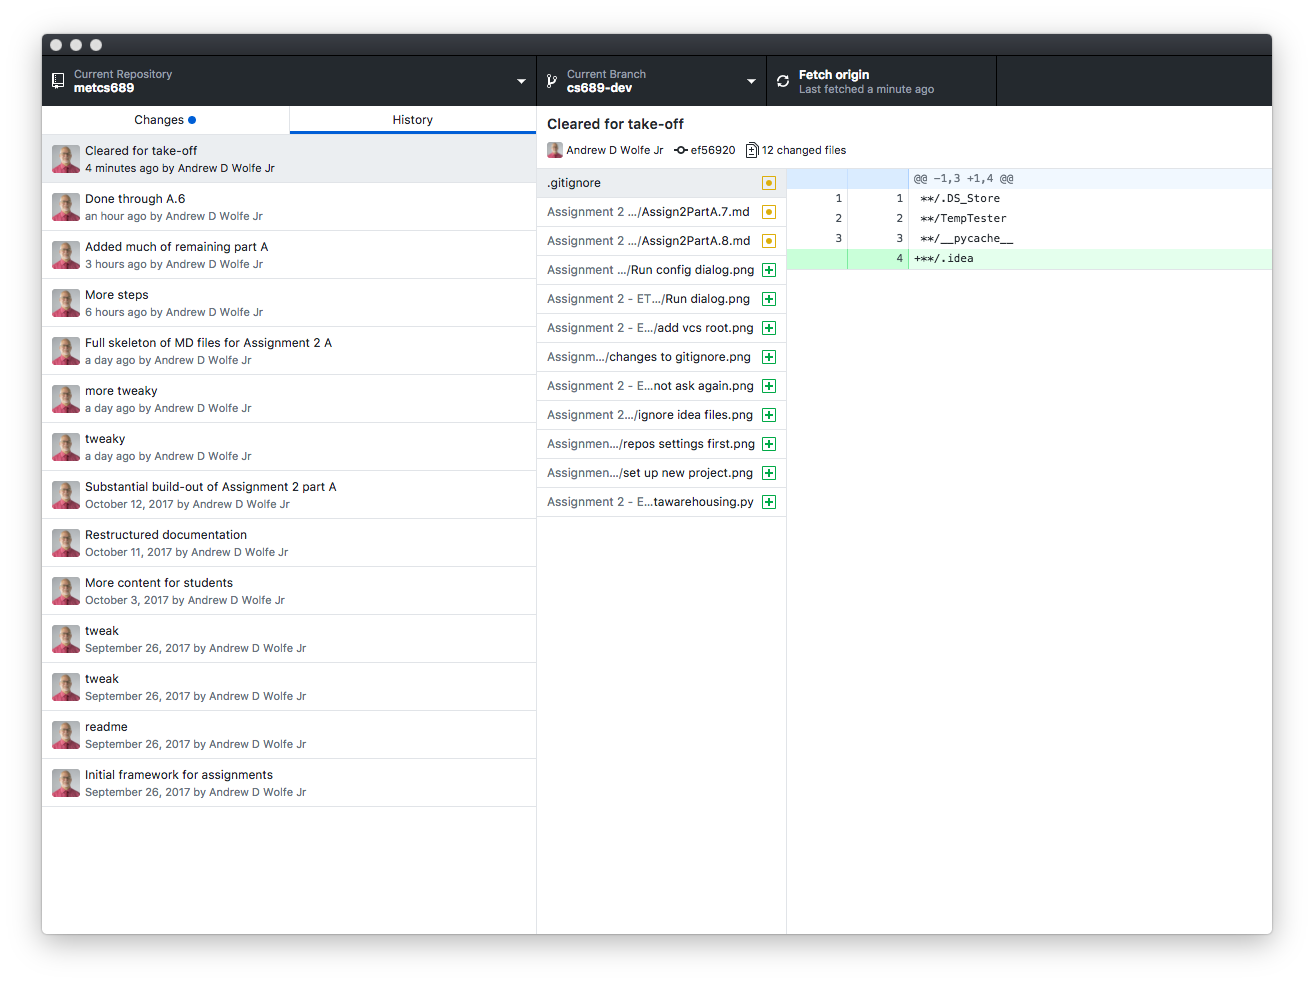 Current Repository
metcs689
Current Branch
cs689-dev
Fetch origin
Last fetched a minute ago
Changes
History
Cleared for take-off
4 minutes ago by Andrew D Wolfe Jr
Done through A.6
an hour ago by Andrew D Wolfe Jr
Added much of remaining part A
3 hours ago by Andrew D Wolfe Jr
More steps
6 hours ago by Andrew D Wolfe Jr
Full skeleton of MD files for Assignment 2 A
a day ago by Andrew D Wolfe Jr
more tweaky
a day ago by Andrew D Wolfe Jr
tweaky
a day ago by Andrew D Wolfe Jr
Substantial build-out of Assignment 2 part A
October 12, 2017 by Andrew D Wolfe Jr
Restructured documentation
October 11, 2017 by Andrew D Wolfe Jr
More content for students
October 3, 2017 by Andrew D Wolfe Jr
tweak
September 26, 2017 by Andrew D Wolfe Jr
tweak
September 26, 2017 by Andrew D Wolfe Jr
readme
September 26, 2017 by Andrew D Wolfe Jr
Initial framework for assignments
September 26, 2017 by Andrew D Wolfe Jr
Cleared for take-off
Andrew D Wolfe Jr ef56920 12 changed files
.gitignore
Assignment 2 .../Assign2PartA.7.md
Assignment 2 .../Assign2PartA.8.md
Assignment .../Run config dialog.png
Assignment 2 - ET.../Run dialog.png
Assignment 2 - E.../add vcs root.png
Assignm.../changes to gitignore.png
Assignment 2 - E...not ask again.png
Assignment 2.../ignore idea files.png
Assignmen.../repos settings first.png
Assignmen.../set up new project.png
Assignment 2 - E...tawarehousing.py
@@ -1,3 +1,4 @@
1 1 **/.DS_Store
2 2 **/TempTester
3 3 **/__pycache__
4 +**/.idea